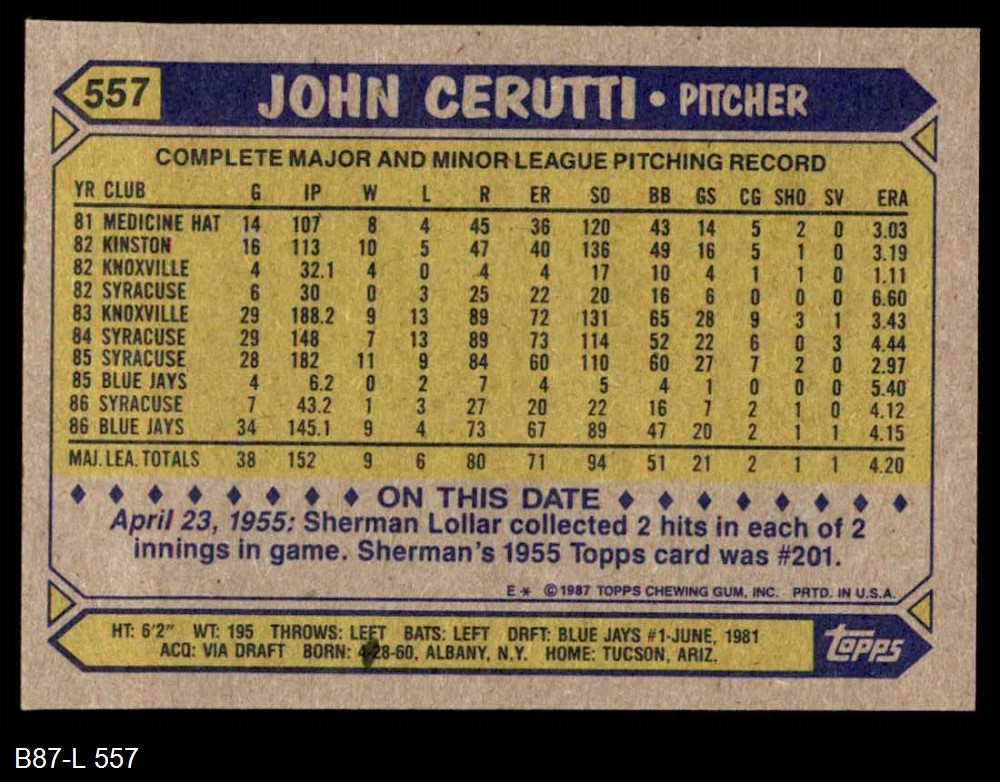 557 JOHN CERUTTI • PITCHER
COMPLETE MAJOR AND MINOR LEAGUE PITCHING RECORD
YR CLUB G IP W L R ER SO BB GS CG SHO SV ERA
81 MEDICINE HAT 14 107 8 4 45 36 120 43 14 5 2 0 3.03
82 KINSTON 16 113 10 5 47 40 136 49 16 5 1 0 3.19
82 KNOXVILLE 4 32.1 4 0 4 4 17 10 4 1 1 0 1.11
82 SYRACUSE 6 30 0 3 25 22 20 16 6 0 0 0 6.60
83 KNOXVILLE 29 188.2 9 13 89 72 131 65 28 9 3 1 3.43
84 SYRACUSE 29 148 7 13 89 73 114 52 22 6 0 3 4.44
85 SYRACUSE 28 182 11 9 84 60 110 60 27 7 2 0 2.97
85 BLUE JAYS 4 6.2 0 2 7 4 5 4 1 0 0 0 5.40
86 SYRACUSE 7 43.2 1 3 27 20 22 16 7 2 1 0 4.12
86 BLUE JAYS 34 145.1 9 4 73 67 89 47 20 2 1 1 4.15
MAJ. LEA. TOTALS 38 152 9 6 80 71 94 51 21 2 1 1 4.20
ON THIS DATE
April 23, 1955: Sherman Lollar collected 2 hits in each of 2
innings in game. Sherman's 1955 Topps card was #201.
E* ©1987 TOPPS CHEWING GUM, INC. PRTD. IN U.S.A.
HT: 6'2" WT: 195 THROWS: LEFT BATS: LEFT DRFT: BLUE JAYS #1-JUNE, 1981
ACQ: VIA DRAFT BORN: 4-28-60, ALBANY, N.Y. HOME: TUCSON, ARIZ.
topps
B87-L 557